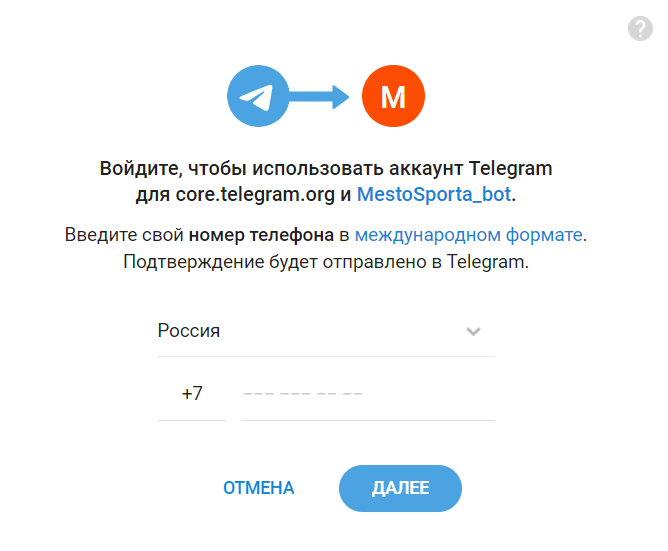 ?
M
Войдите, чтобы использовать аккаунт Telegram
для core.telegram.org и MestoSporta_bot.
Введите свой номер телефона в международном формате.
Подтверждение будет отправлено в Telegram.
Россия
+7 ––– ––– –– ––
ОТМЕНА ДАЛЕЕ